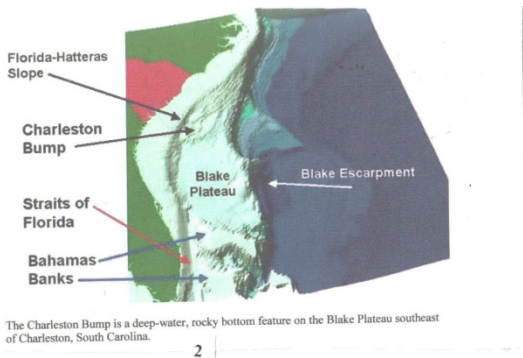 Florida-Hatteras
Slope
Charleston
Bump
Blake
Plateau
Blake Escarpment
Straits of
Florida
Bahamas
Banks
The Charleston Bump is a deep-water, rocky bottom feature on the Blake Plateau southeast
of Charleston, South Carolina.
2